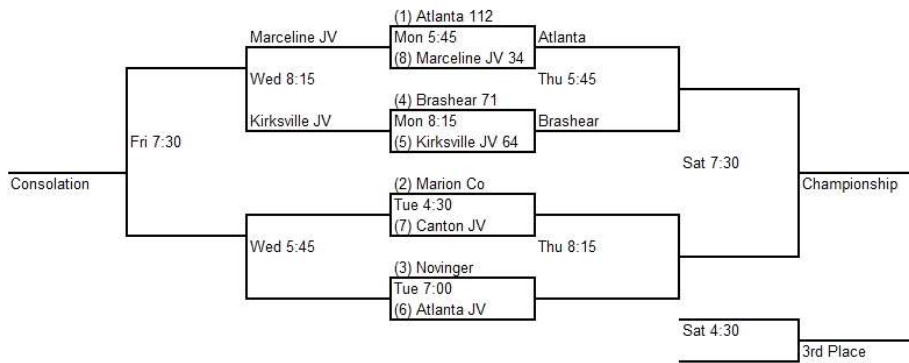 (1) Atlanta 112
Marceline JV
Mon 5:45
Atlanta
(8) Marceline JV 34
Wed 8:15
Thu 5:45
(4) Brashear 71
Kirksville JV
Mon 8:15
Brashear
(5) Kirksville JV 64
Fri 7:30
Sat 7:30
Consolation
(2) Marion Co
Championship
Tue 4:30
(7) Canton JV
Wed 5:45
Thu 8:15
(3) Novinger
Tue 7:00
(6) Atlanta JV
Sat 4:30
3rd Place